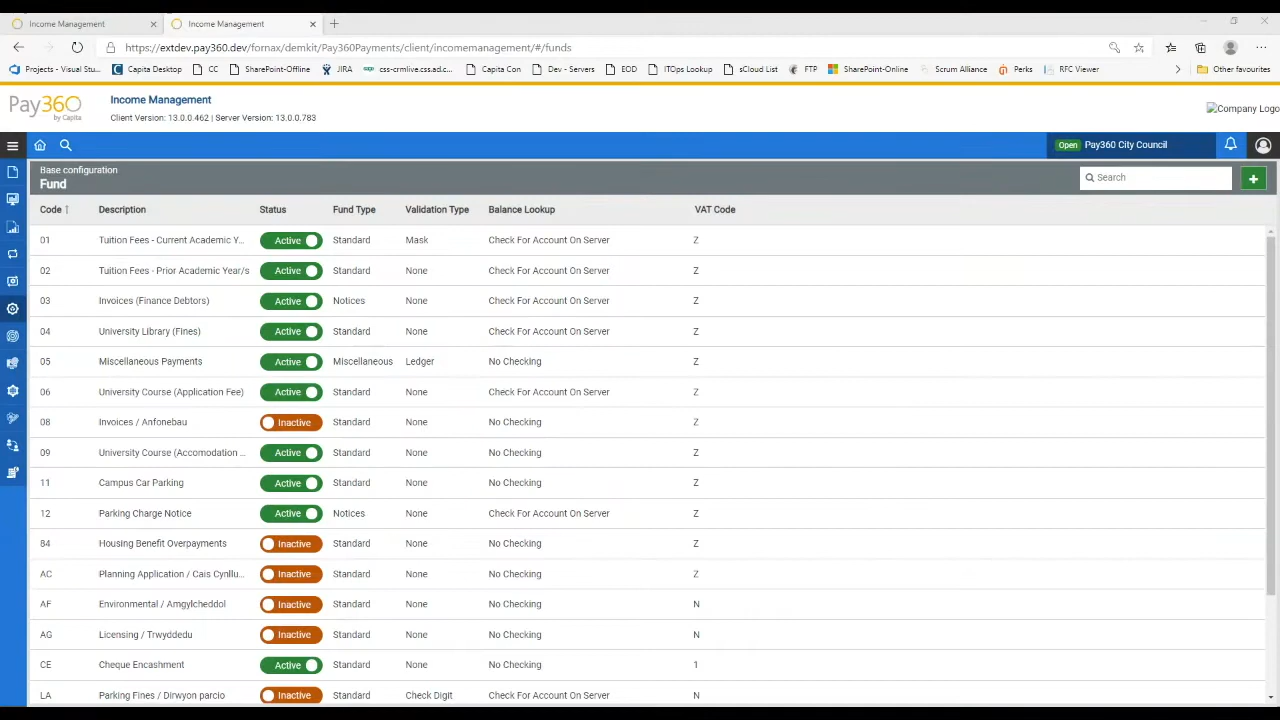 Income Management
Income Management
https://extdev.pay360.dev/fornax/demkit/Pay360Payments/client/incomemanagement/#/funds
Projects - Visual Stu... Capita Desktop CC SharePoint-Offline JIRA css-crmlive.css.ad.c... Capita Con Dev - Servers EOD ITOps Lookup sCloud List FTP SharePoint-Online Scrum Alliance Perks RFC Viewer Other favourites
Pay360
by Capita
Income Management
Client Version: 13.0.0.462 | Server Version: 13.0.0.783
Company Logo
Open Pay360 City Council
Base configuration
Fund
Search
Code Description Status Fund Type Validation Type Balance Lookup VAT Code
01 Tuition Fees - Current Academic Y... Active Standard Mask Check For Account On Server Z
02 Tuition Fees - Prior Academic Year/s Active Standard None Check For Account On Server Z
03 Invoices (Finance Debtors) Active Notices None Check For Account On Server Z
04 University Library (Fines) Active Standard None Check For Account On Server Z
05 Miscellaneous Payments Active Miscellaneous Ledger No Checking Z
06 University Course (Application Fee) Active Standard None Check For Account On Server Z
08 Invoices / Anfonebau Inactive Standard None No Checking Z
09 University Course (Accomodation ... Active Standard None No Checking Z
11 Campus Car Parking Active Standard None No Checking Z
12 Parking Charge Notice Active Notices None Check For Account On Server Z
84 Housing Benefit Overpayments Inactive Standard None No Checking Z
AC Planning Application / Cais Cynllu... Inactive Standard None No Checking Z
AF Environmental / Amgylcheddol Inactive Standard None No Checking N
AG Licensing / Trwyddedu Inactive Standard None No Checking N
CE Cheque Encashment Active Standard None No Checking 1
LA Parking Fines / Dirwyon parcio Inactive Standard Check Digit Check For Account On Server N